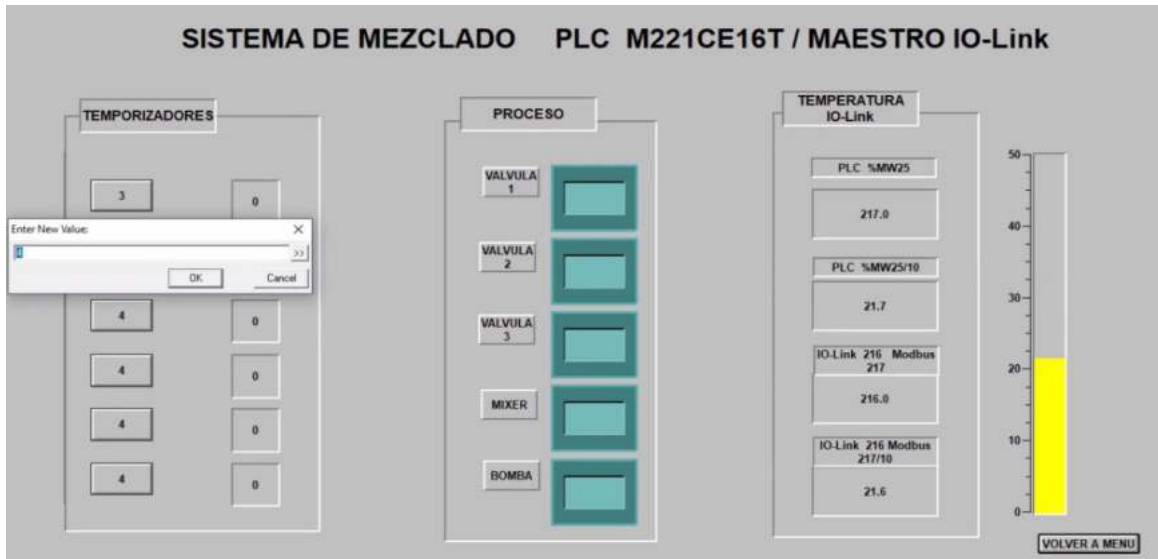 SISTEMA DE MEZCLADO PLC M221CE16T / MAESTRO IO-Link
TEMPORIZADORES
3
0
Enter New Value:
4
>>
OK
Cancel
4
0
4
0
4
0
4
0
PROCESO
VALVULA
1
VALVULA
2
VALVULA
3
MIXER
BOMBA
TEMPERATURA
IO-Link
PLC %MW25
217.0
PLC %MW25/10
21.7
IO-Link 216 Modbus
217
216.0
IO-Link 216 Modbus
217/10
21.6
50
40
30
20
10
0
VOLVER A MENU